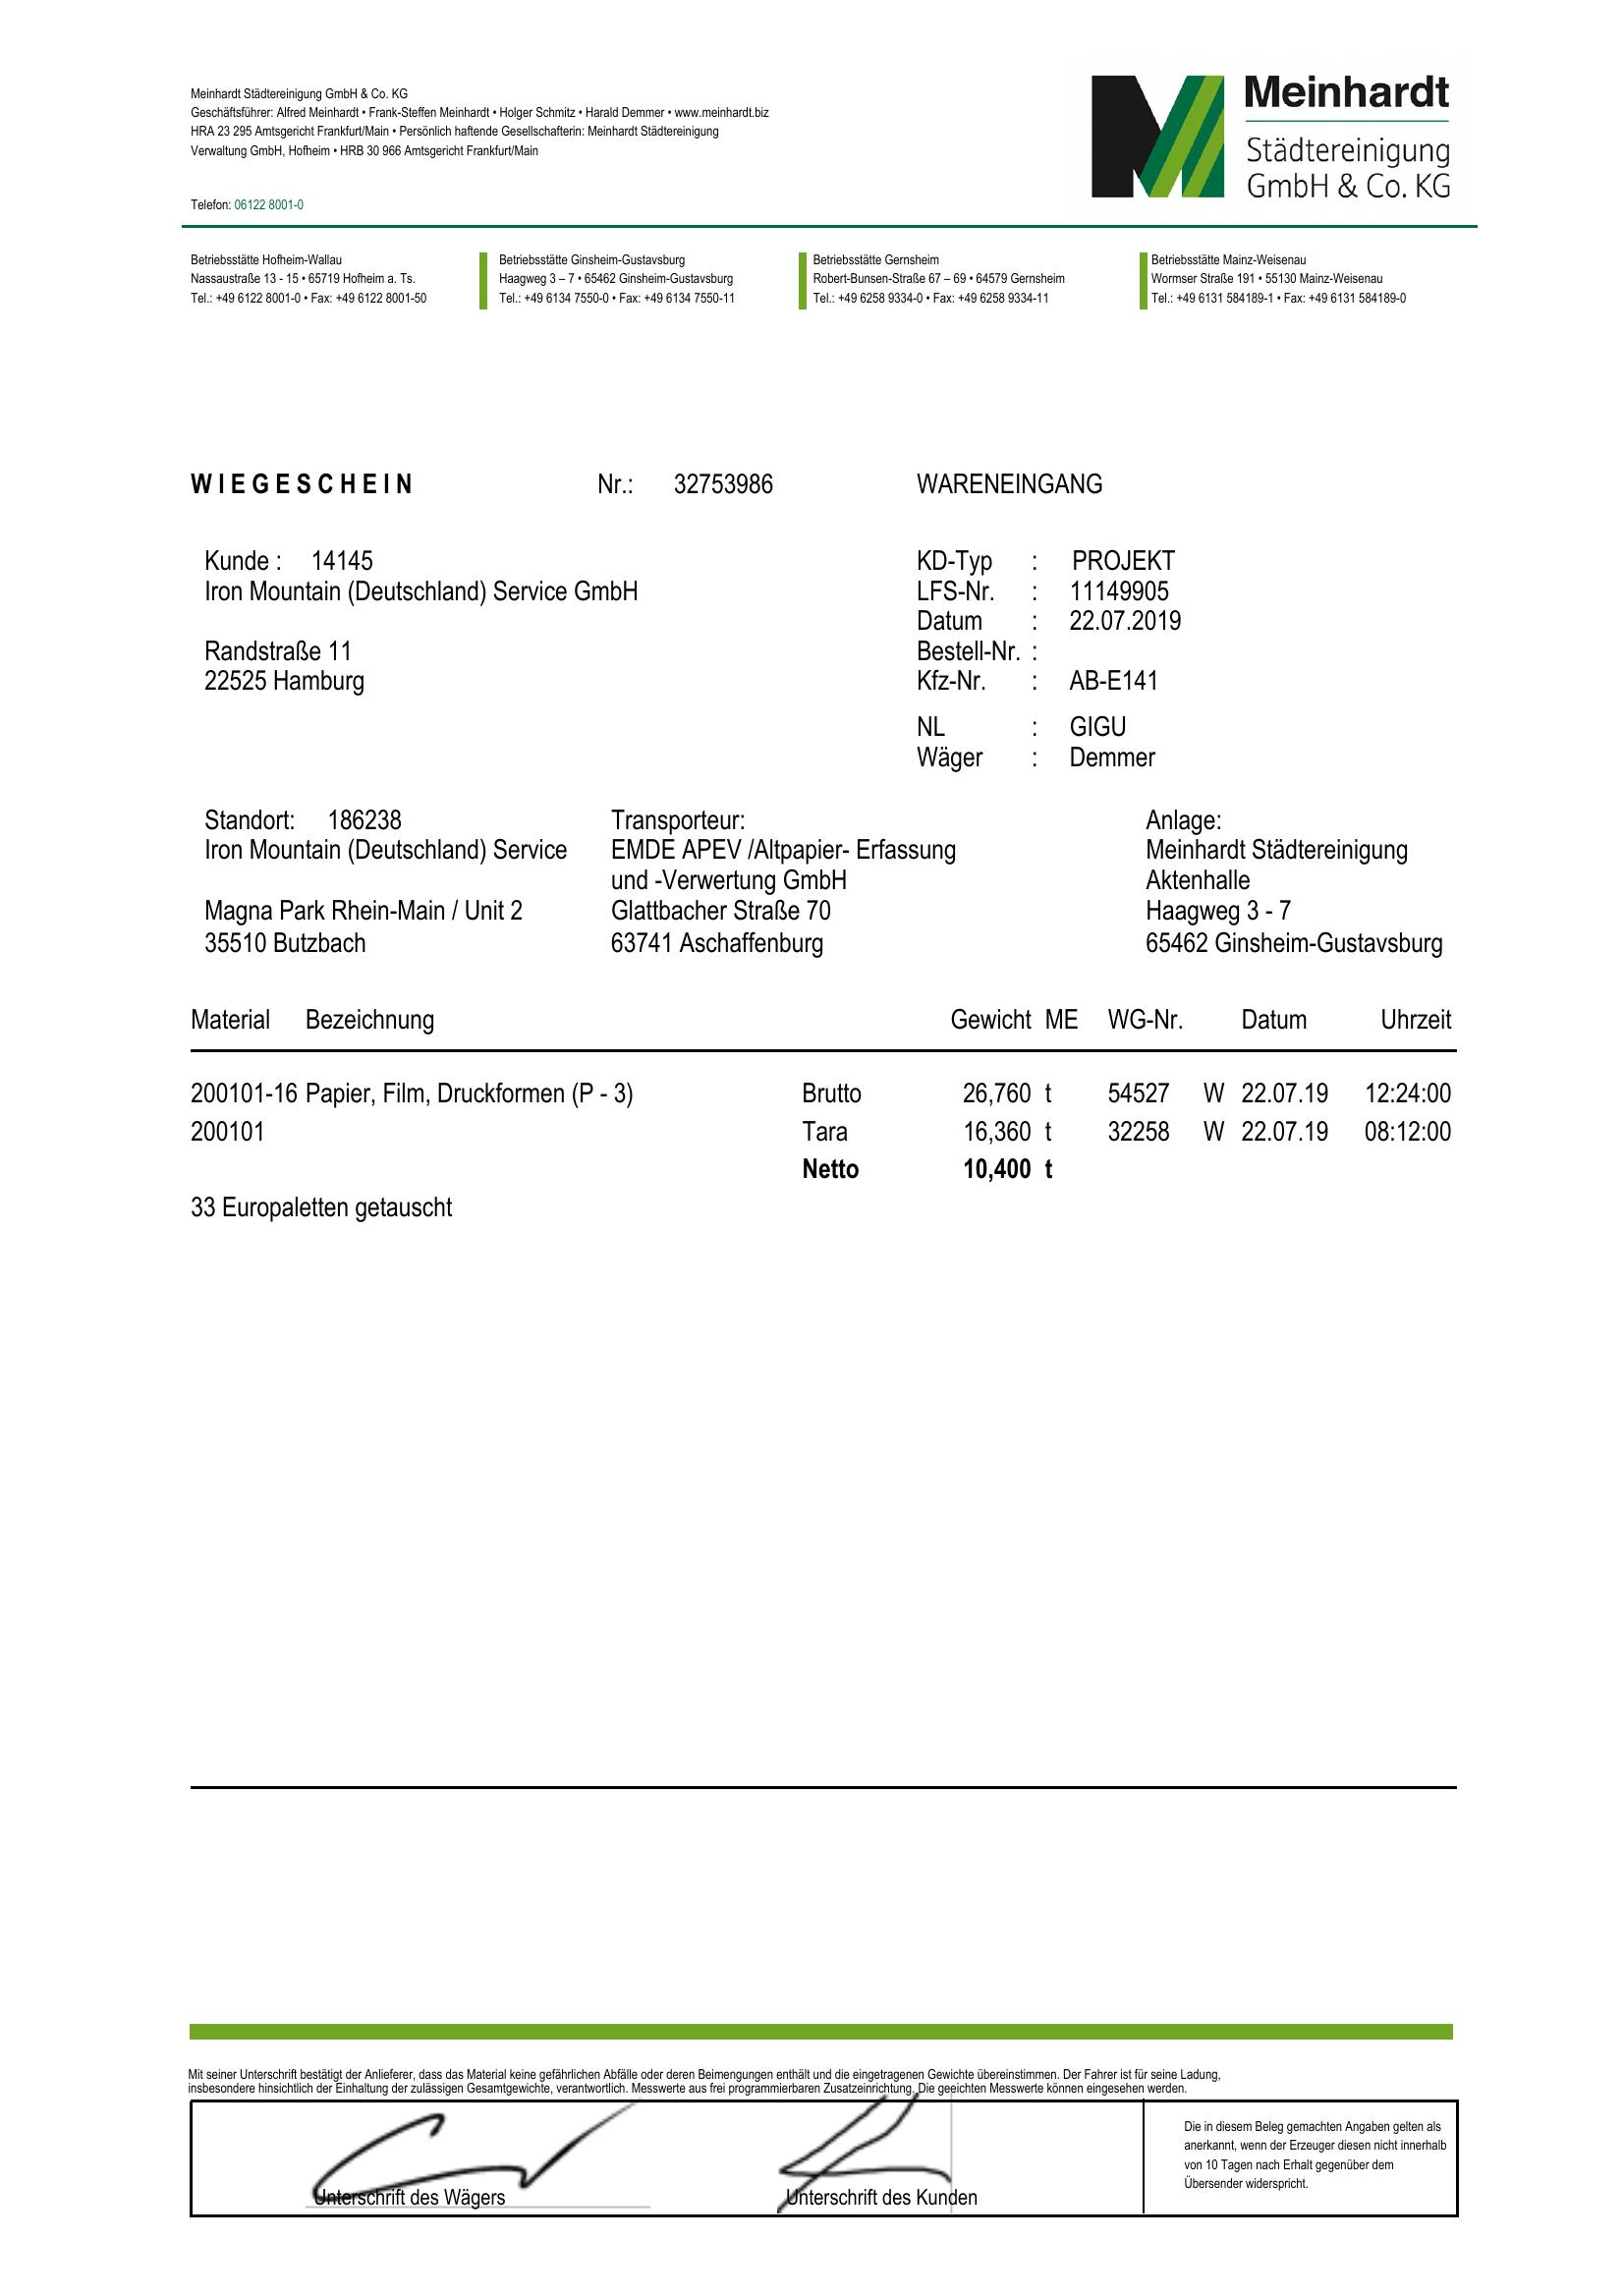 Meinhardt Städtereinigung GmbH & Co. KG
Geschäftsführer: Alfred Meinhardt • Frank-Steffen Meinhardt • Holger Schmitz • Harald Demmer • www.meinhardt.biz
HRA 23 295 Amtsgericht Frankfurt/Main • Persönlich haftende Gesellschafterin: Meinhardt Städtereinigung
Verwaltung GmbH, Hofheim • HRB 30 966 Amtsgericht Frankfurt/Main
Telefon: 06122 8001-0
Meinhardt
Städtereinigung
GmbH & Co. KG
Betriebsstätte Hofheim-Wallau
Nassaustraße 13 - 15 • 65719 Hofheim a. Ts.
Tel.: +49 6122 8001-0 • Fax: +49 6122 8001-50
Betriebsstätte Ginsheim-Gustavsburg
Haagweg 3 – 7 • 65462 Ginsheim-Gustavsburg
Tel.: +49 6134 7550-0 • Fax: +49 6134 7550-11
Betriebsstätte Gernsheim
Robert-Bunsen-Straße 67 – 69 • 64579 Gernsheim
Tel.: +49 6258 9334-0 • Fax: +49 6258 9334-11
Betriebsstätte Mainz-Weisenau
Wormser Straße 191 • 55130 Mainz-Weisenau
Tel.: +49 6131 584189-1 • Fax: +49 6131 584189-0
WIEGESCHEIN Nr.: 32753986 WARENEINGANG
Kunde : 14145
Iron Mountain (Deutschland) Service GmbH
Randstraße 11
22525 Hamburg
KD-Typ : PROJEKT
LFS-Nr. : 11149905
Datum : 22.07.2019
Bestell-Nr. :
Kfz-Nr. : AB-E141
NL : GIGU
Wäger : Demmer
Standort: 186238
Iron Mountain (Deutschland) Service
Magna Park Rhein-Main / Unit 2
35510 Butzbach
Transporteur:
EMDE APEV /Altpapier- Erfassung
und -Verwertung GmbH
Glattbacher Straße 70
63741 Aschaffenburg
Anlage:
Meinhardt Städtereinigung
Aktenhalle
Haagweg 3 - 7
65462 Ginsheim-Gustavsburg
Material Bezeichnung Gewicht ME WG-Nr. Datum Uhrzeit
200101-16 Papier, Film, Druckformen (P - 3) Brutto 26,760 t 54527 W 22.07.19 12:24:00
200101 Tara 16,360 t 32258 W 22.07.19 08:12:00
Netto 10,400 t
33 Europaletten getauscht
Mit seiner Unterschrift bestätigt der Anlieferer, dass das Material keine gefährlichen Abfälle oder deren Beimengungen enthält und die eingetragenen Gewichte übereinstimmen. Der Fahrer ist für seine Ladung,
insbesondere hinsichtlich der Einhaltung der zulässigen Gesamtgewichte, verantwortlich. Messwerte aus frei programmierbaren Zusatzeinrichtung. Die geeichten Messwerte können eingesehen werden.
Unterschrift des Wägers
Unterschrift des Kunden
Die in diesem Beleg gemachten Angaben gelten als
anerkannt, wenn der Erzeuger diesen nicht innerhalb
von 10 Tagen nach Erhalt gegenüber dem
Übersender widerspricht.